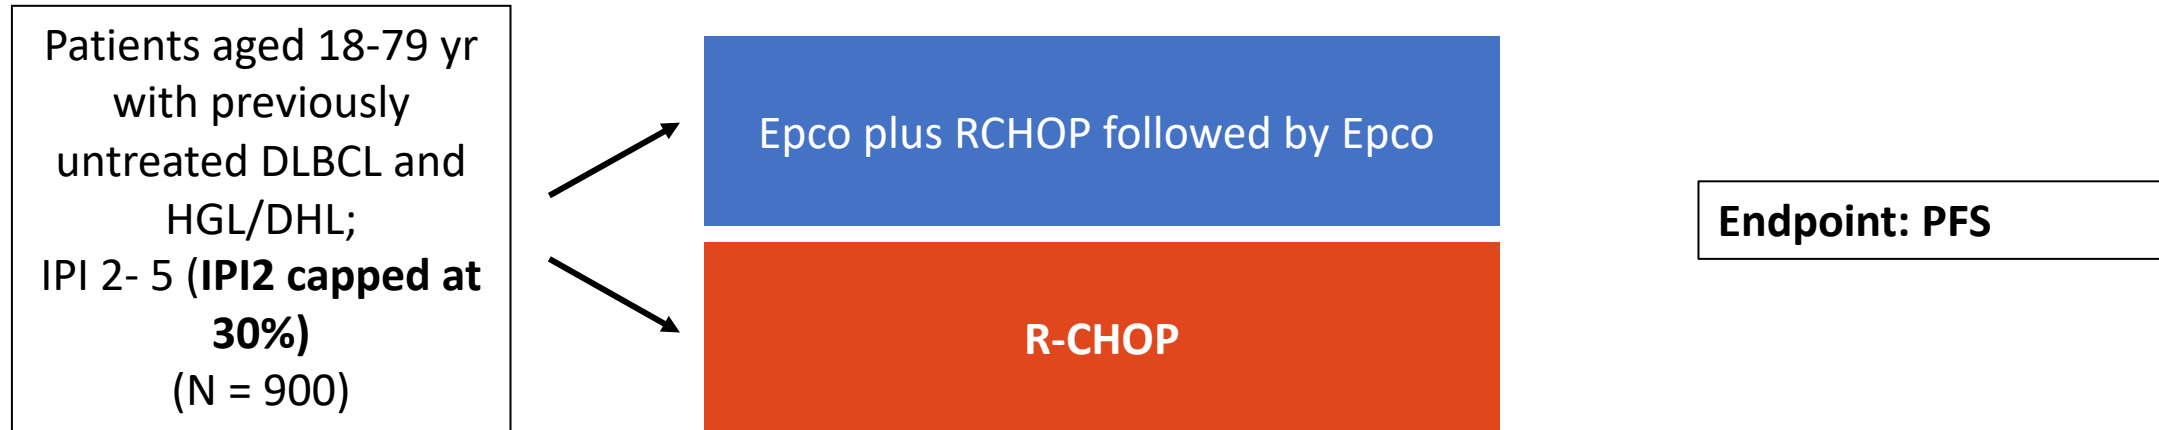 Patients aged 18-79 yr
with previously
untreated DLBCL and
HGL/DHL;
IPI 2- 5 (IPI2 capped at
30%)
(N = 900)
Epco plus RCHOP followed by Epco
R-CHOP
Endpoint: PFS